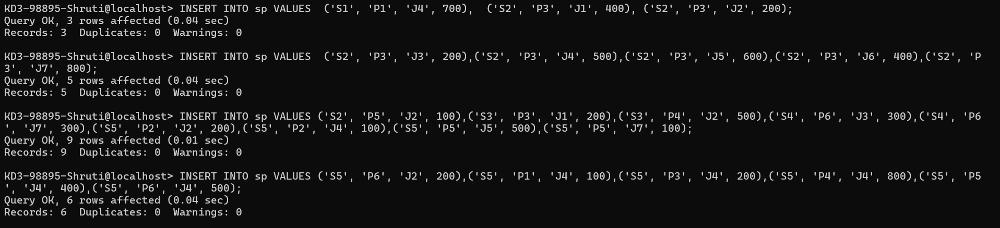 KD3-98895-Shruti@localhost> INSERT INTO sp VALUES  ('S1', 'P1', 'J4', 700),  ('S2', 'P3', 'J1', 400), ('S2', 'P3', 'J2', 200);
Query OK, 3 rows affected (0.04 sec)
Records: 3  Duplicates: 0  Warnings: 0
KD3-98895-Shruti@localhost> INSERT INTO sp VALUES  ('S2', 'P3', 'J3', 200),('S2', 'P3', 'J4', 500),('S2', 'P3', 'J5', 600),('S2', 'P3', 'J6', 400),('S2', 'P
3', 'J7', 800);
Query OK, 5 rows affected (0.04 sec)
Records: 5  Duplicates: 0  Warnings: 0
KD3-98895-Shruti@localhost> INSERT INTO sp VALUES ('S2', 'P5', 'J2', 100),('S3', 'P3', 'J1', 200),('S3', 'P4', 'J2', 500),('S4', 'P6', 'J3', 300),('S4', 'P6
', 'J7', 300),('S5', 'P2', 'J2', 200),('S5', 'P2', 'J4', 100),('S5', 'P5', 'J5', 500),('S5', 'P5', 'J7', 100);
Query OK, 9 rows affected (0.01 sec)
Records: 9  Duplicates: 0  Warnings: 0
KD3-98895-Shruti@localhost> INSERT INTO sp VALUES ('S5', 'P6', 'J2', 200),('S5', 'P1', 'J4', 100),('S5', 'P3', 'J4', 200),('S5', 'P4', 'J4', 800),('S5', 'P5
', 'J4', 400),('S5', 'P6', 'J4', 500);
Query OK, 6 rows affected (0.04 sec)
Records: 6  Duplicates: 0  Warnings: 0